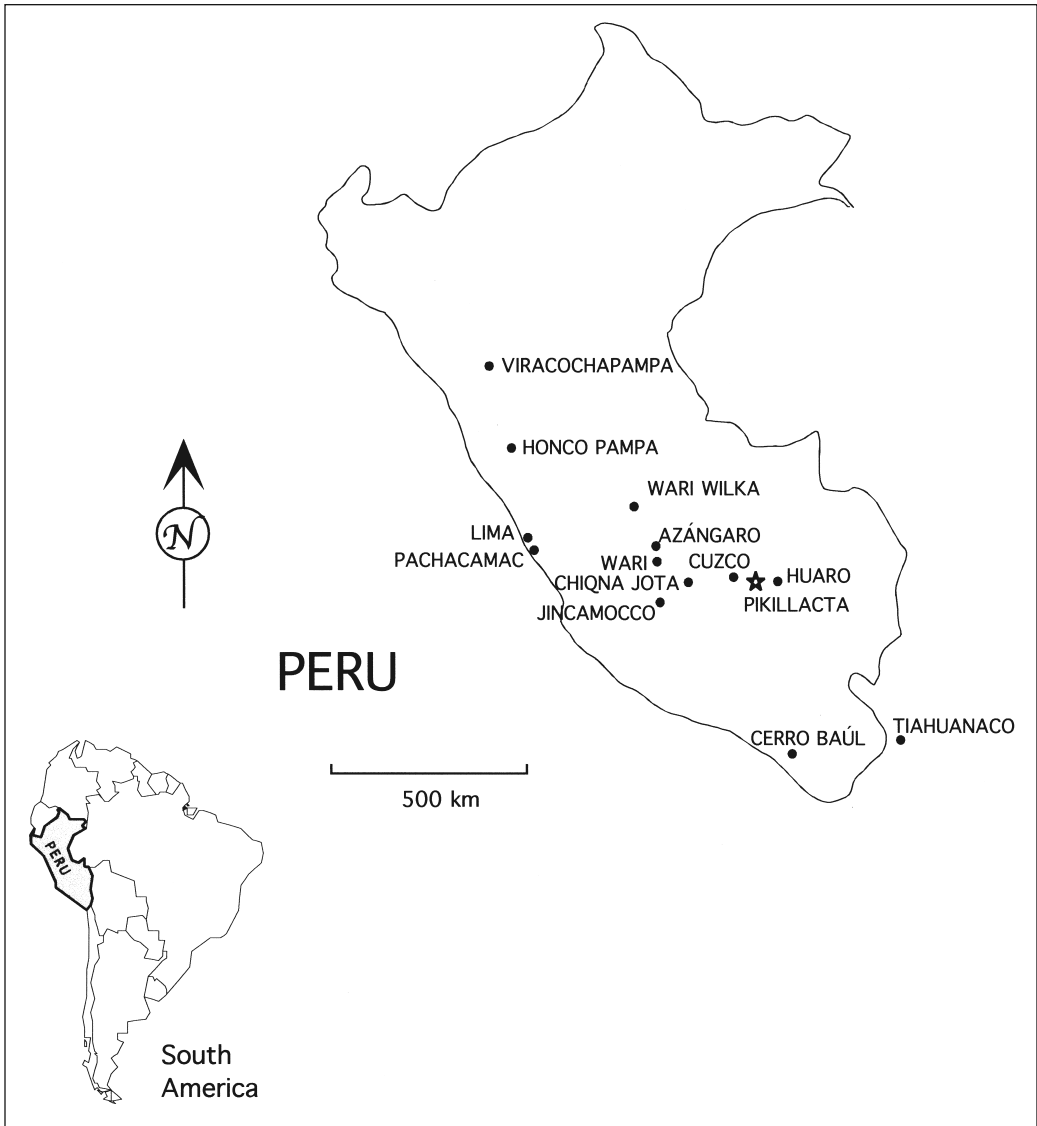 VIRACOCHAPAMPA
HONCO PAMPA
WARI WILKA
N
LIMA
AZÁNGARO
PACHACAMAC
WARI
CUZCO
CHIQNA JOTA
HUARO
PIKILLACTA
JINCAMOCCO
PERU
TIAHUANACO
CERRO BAÚL
500 km
PERU
South
America